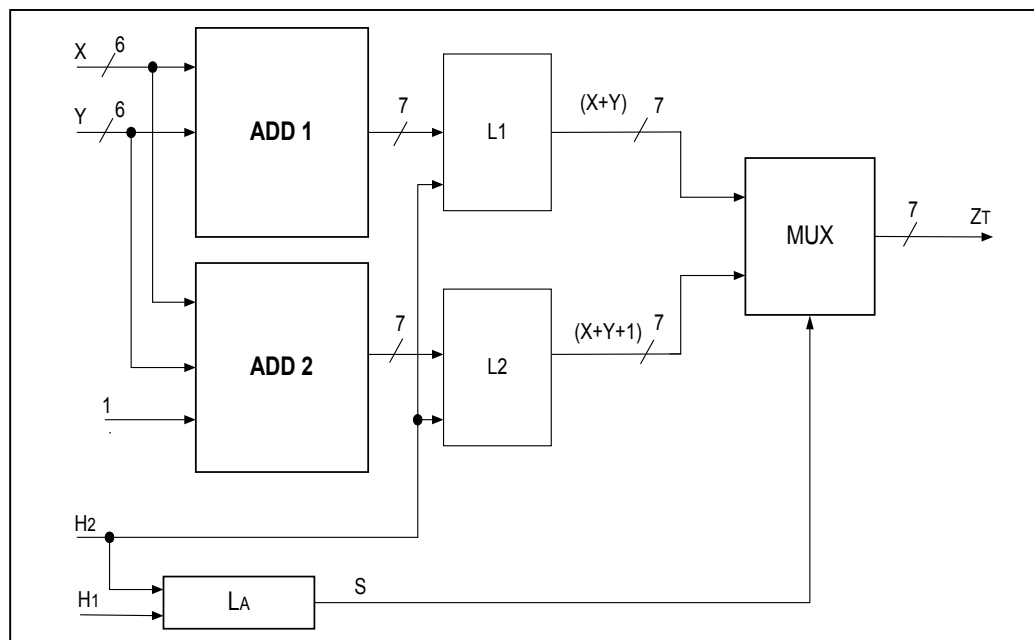 X
6
Y
6
ADD 1
7
L1
(X+Y)
7
MUX
7
ZT
ADD 2
7
L2
(X+Y+1)
7
1
H2
H1
LA
S